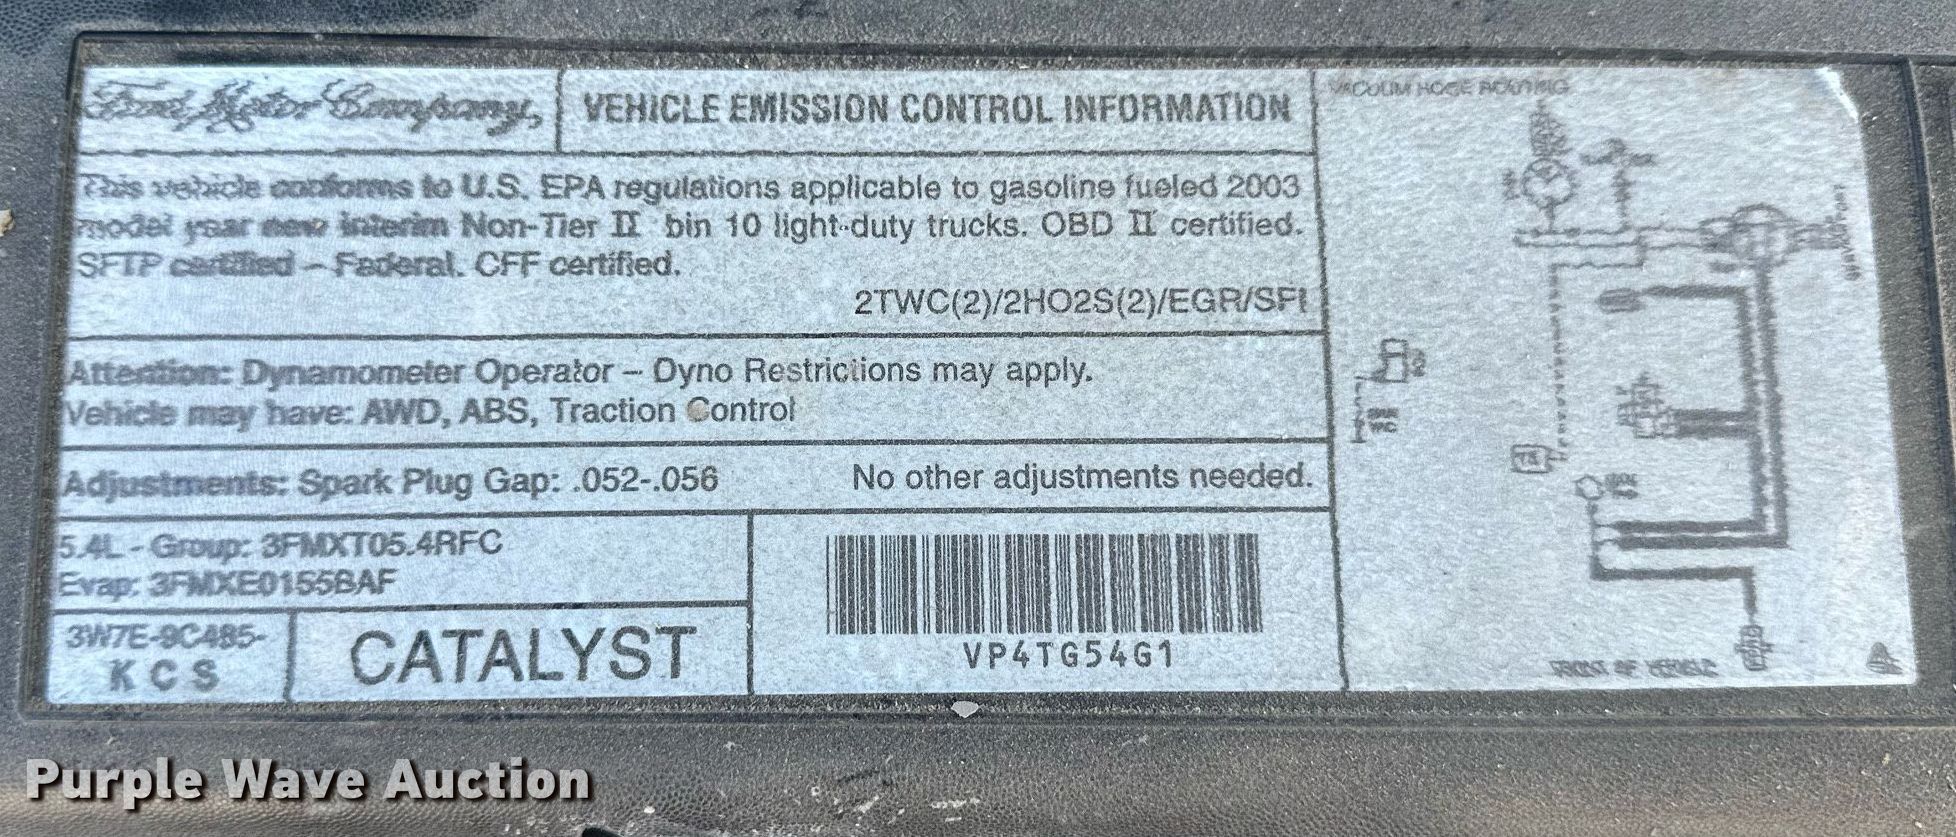 Ford Motor Company,
VEHICLE EMISSION CONTROL INFORMATION
This vehicle conforms to U.S. EPA regulations applicable to gasoline fueled 2003
model year new interim Non-Tier II bin 10 light-duty trucks. OBD II certified.
SFTP certified – Federal. CFF certified.
2TWC(2)/2HO2S(2)/EGR/SFI
Attention: Dynamometer Operator – Dyno Restrictions may apply.
Vehicle may have: AWD, ABS, Traction Control
Adjustments: Spark Plug Gap: .052-.056
No other adjustments needed.
5.4L - Group: 3FMXT05.4RFC
Evap: 3FMXE0155BAF
3W7E-9C485-
KCS
CATALYST
VP4TG54G1
VACUUM HOSE ROUTING
FRONT OF VEHICLE
Purple Wave Auction